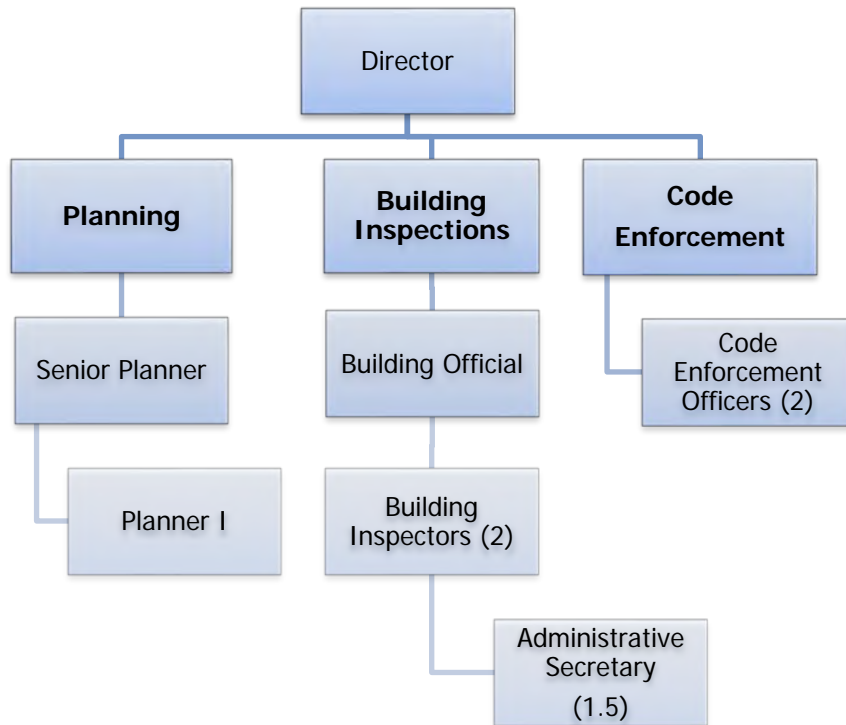 Director
Planning
Building
Inspections
Code
Enforcement
Senior Planner
Building Official
Code
Enforcement
Officers (2)
Planner I
Building
Inspectors (2)
Administrative
Secretary
(1.5)